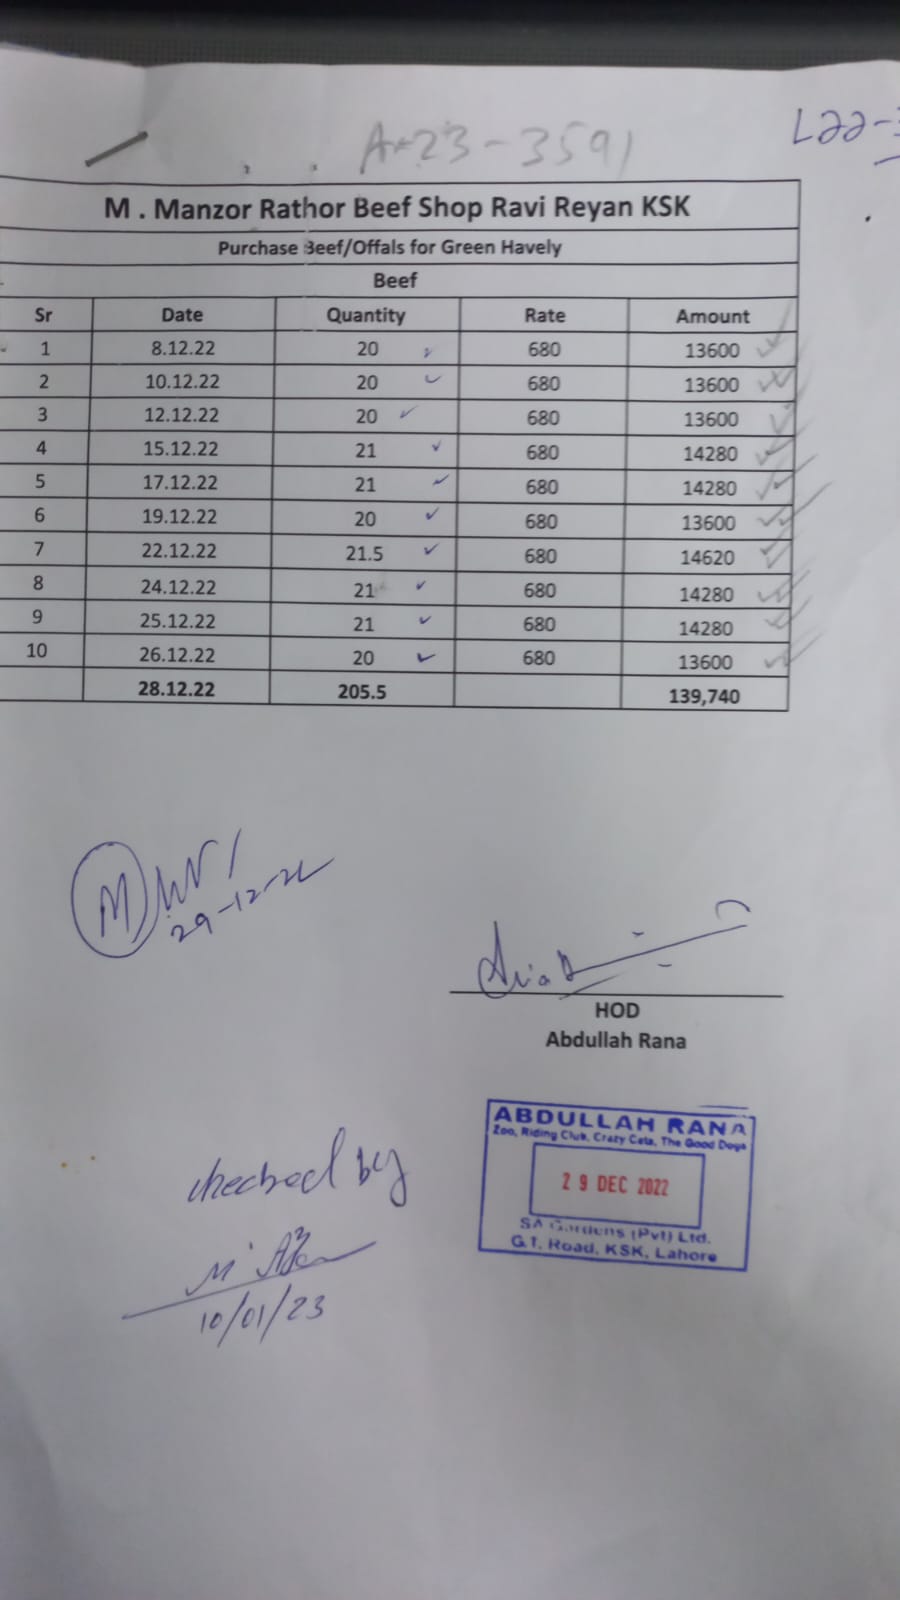 A-23-3591
L22-
M . Manzor Rathor Beef Shop Ravi Reyan KSK
Purchase Beef/Offals for Green Havely
Beef
Sr Date Quantity Rate Amount
1 8.12.22 20 680 13600
2 10.12.22 20 680 13600
3 12.12.22 20 680 13600
4 15.12.22 21 680 14280
5 17.12.22 21 680 14280
6 19.12.22 20 680 13600
7 22.12.22 21.5 680 14620
8 24.12.22 21 680 14280
9 25.12.22 21 680 14280
10 26.12.22 20 680 13600
28.12.22 205.5 139,740
29-12-22
HOD
Abdullah Rana
ABDULLAH RANA
Zoo, Riding Club, Crazy Cats, The Good Dogs
29 DEC 2022
SA Gardens (Pvt) Ltd.
G.T. Road, KSK, Lahore
checked by
10/01/23